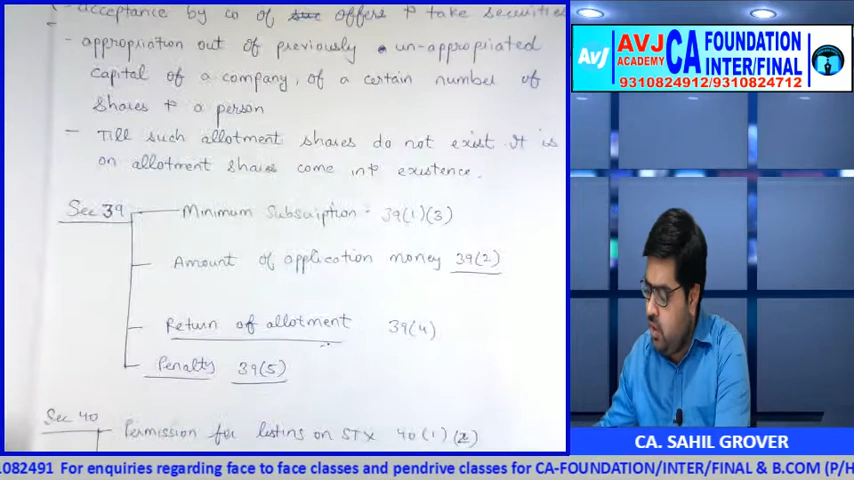 - acceptance by co of offers to take securities
- appropriation out of previously un-appropriated
capital of a company, of a certain number of
shares to a person
- Till such allotment shares do not exist. It is
on allotment shares come into existence.
Sec 39
Minimum Subscription - 39(1)(3)
Amount of application money 39(2)
Return of allotment 39(4)
Penalty 39(5)
Sec 40
Permission for listing on STX 40(1)(2)
AVJ
AVJ
ACADEMY
CA
FOUNDATION
INTER/FINAL
9310824912/9310824712
CA. SAHIL GROVER
1082491 For enquiries regarding face to face classes and pendrive classes for CA-FOUNDATION/INTER/FINAL & B.COM (P/H